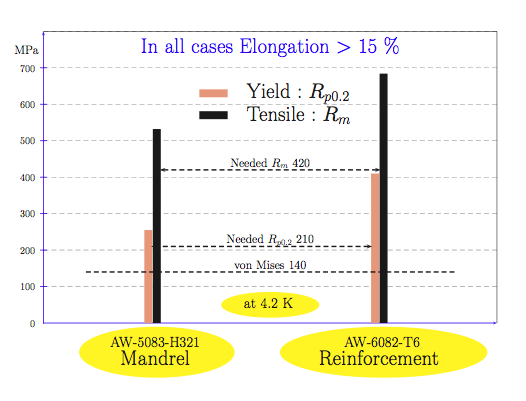 In all cases Elongation > 15 %
MPa
700
600
500
400
300
200
100
0
Yield : Rp0.2
Tensile : Rm
Needed Rm 420
Needed Rp0.2 210
von Mises 140
at 4.2 K
AW-5083-H321
Mandrel
AW-6082-T6
Reinforcement